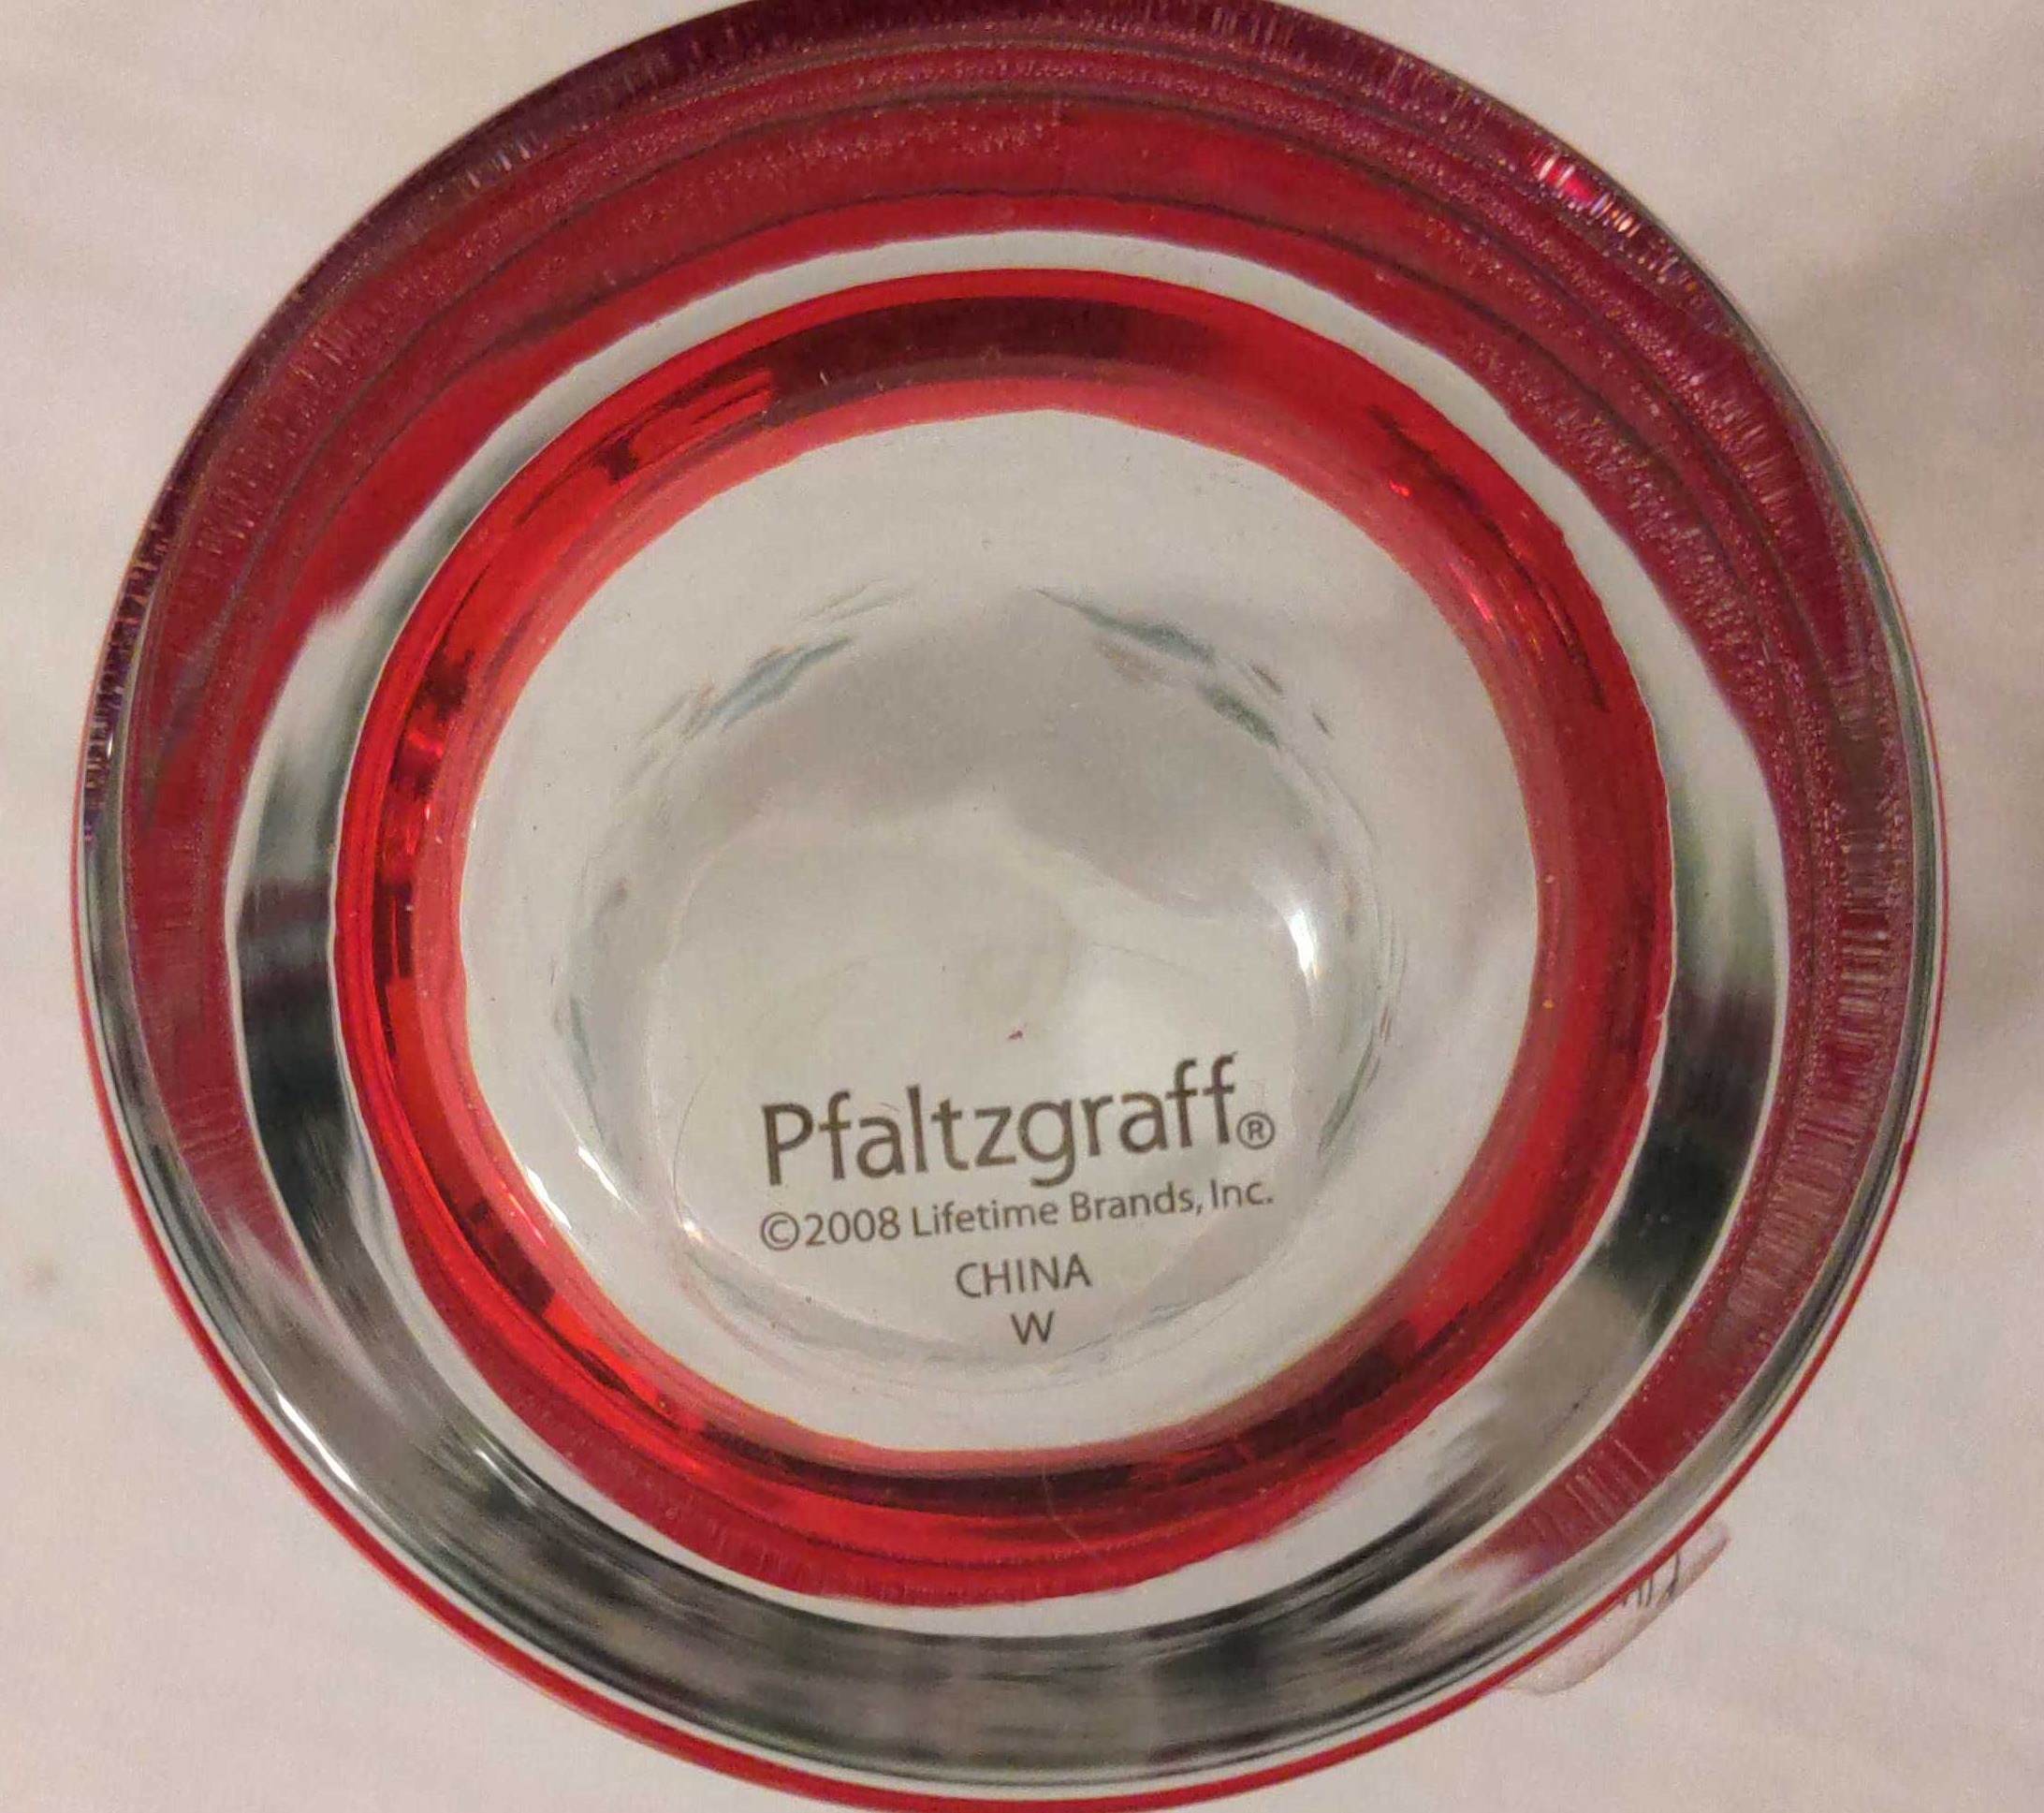 Pfaltzgraff®
©2008 Lifetime Brands, Inc.
CHINA
W